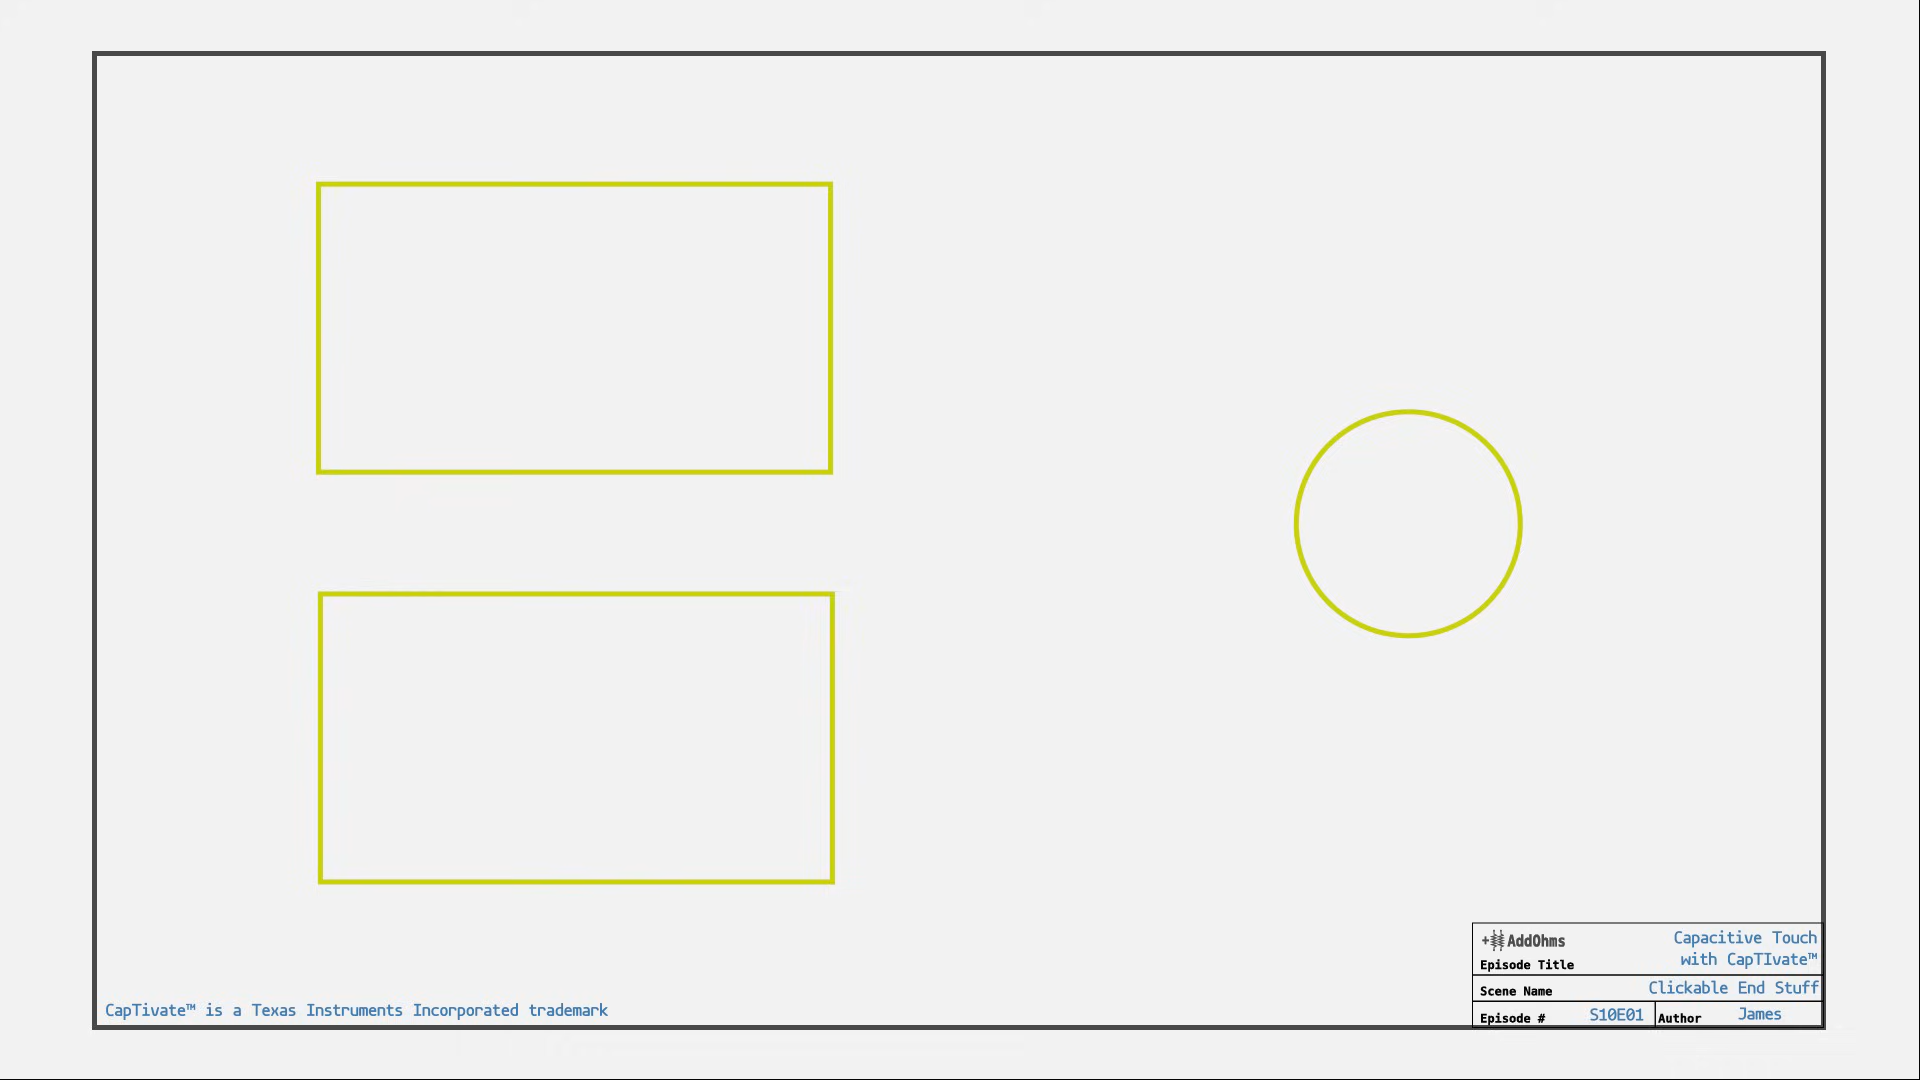 AddOhms
Capacitive Touch
with CapTIvate™
Episode Title
Scene Name
Clickable End Stuff
Episode #
S10E01
Author
James
CapTivate™ is a Texas Instruments Incorporated trademark